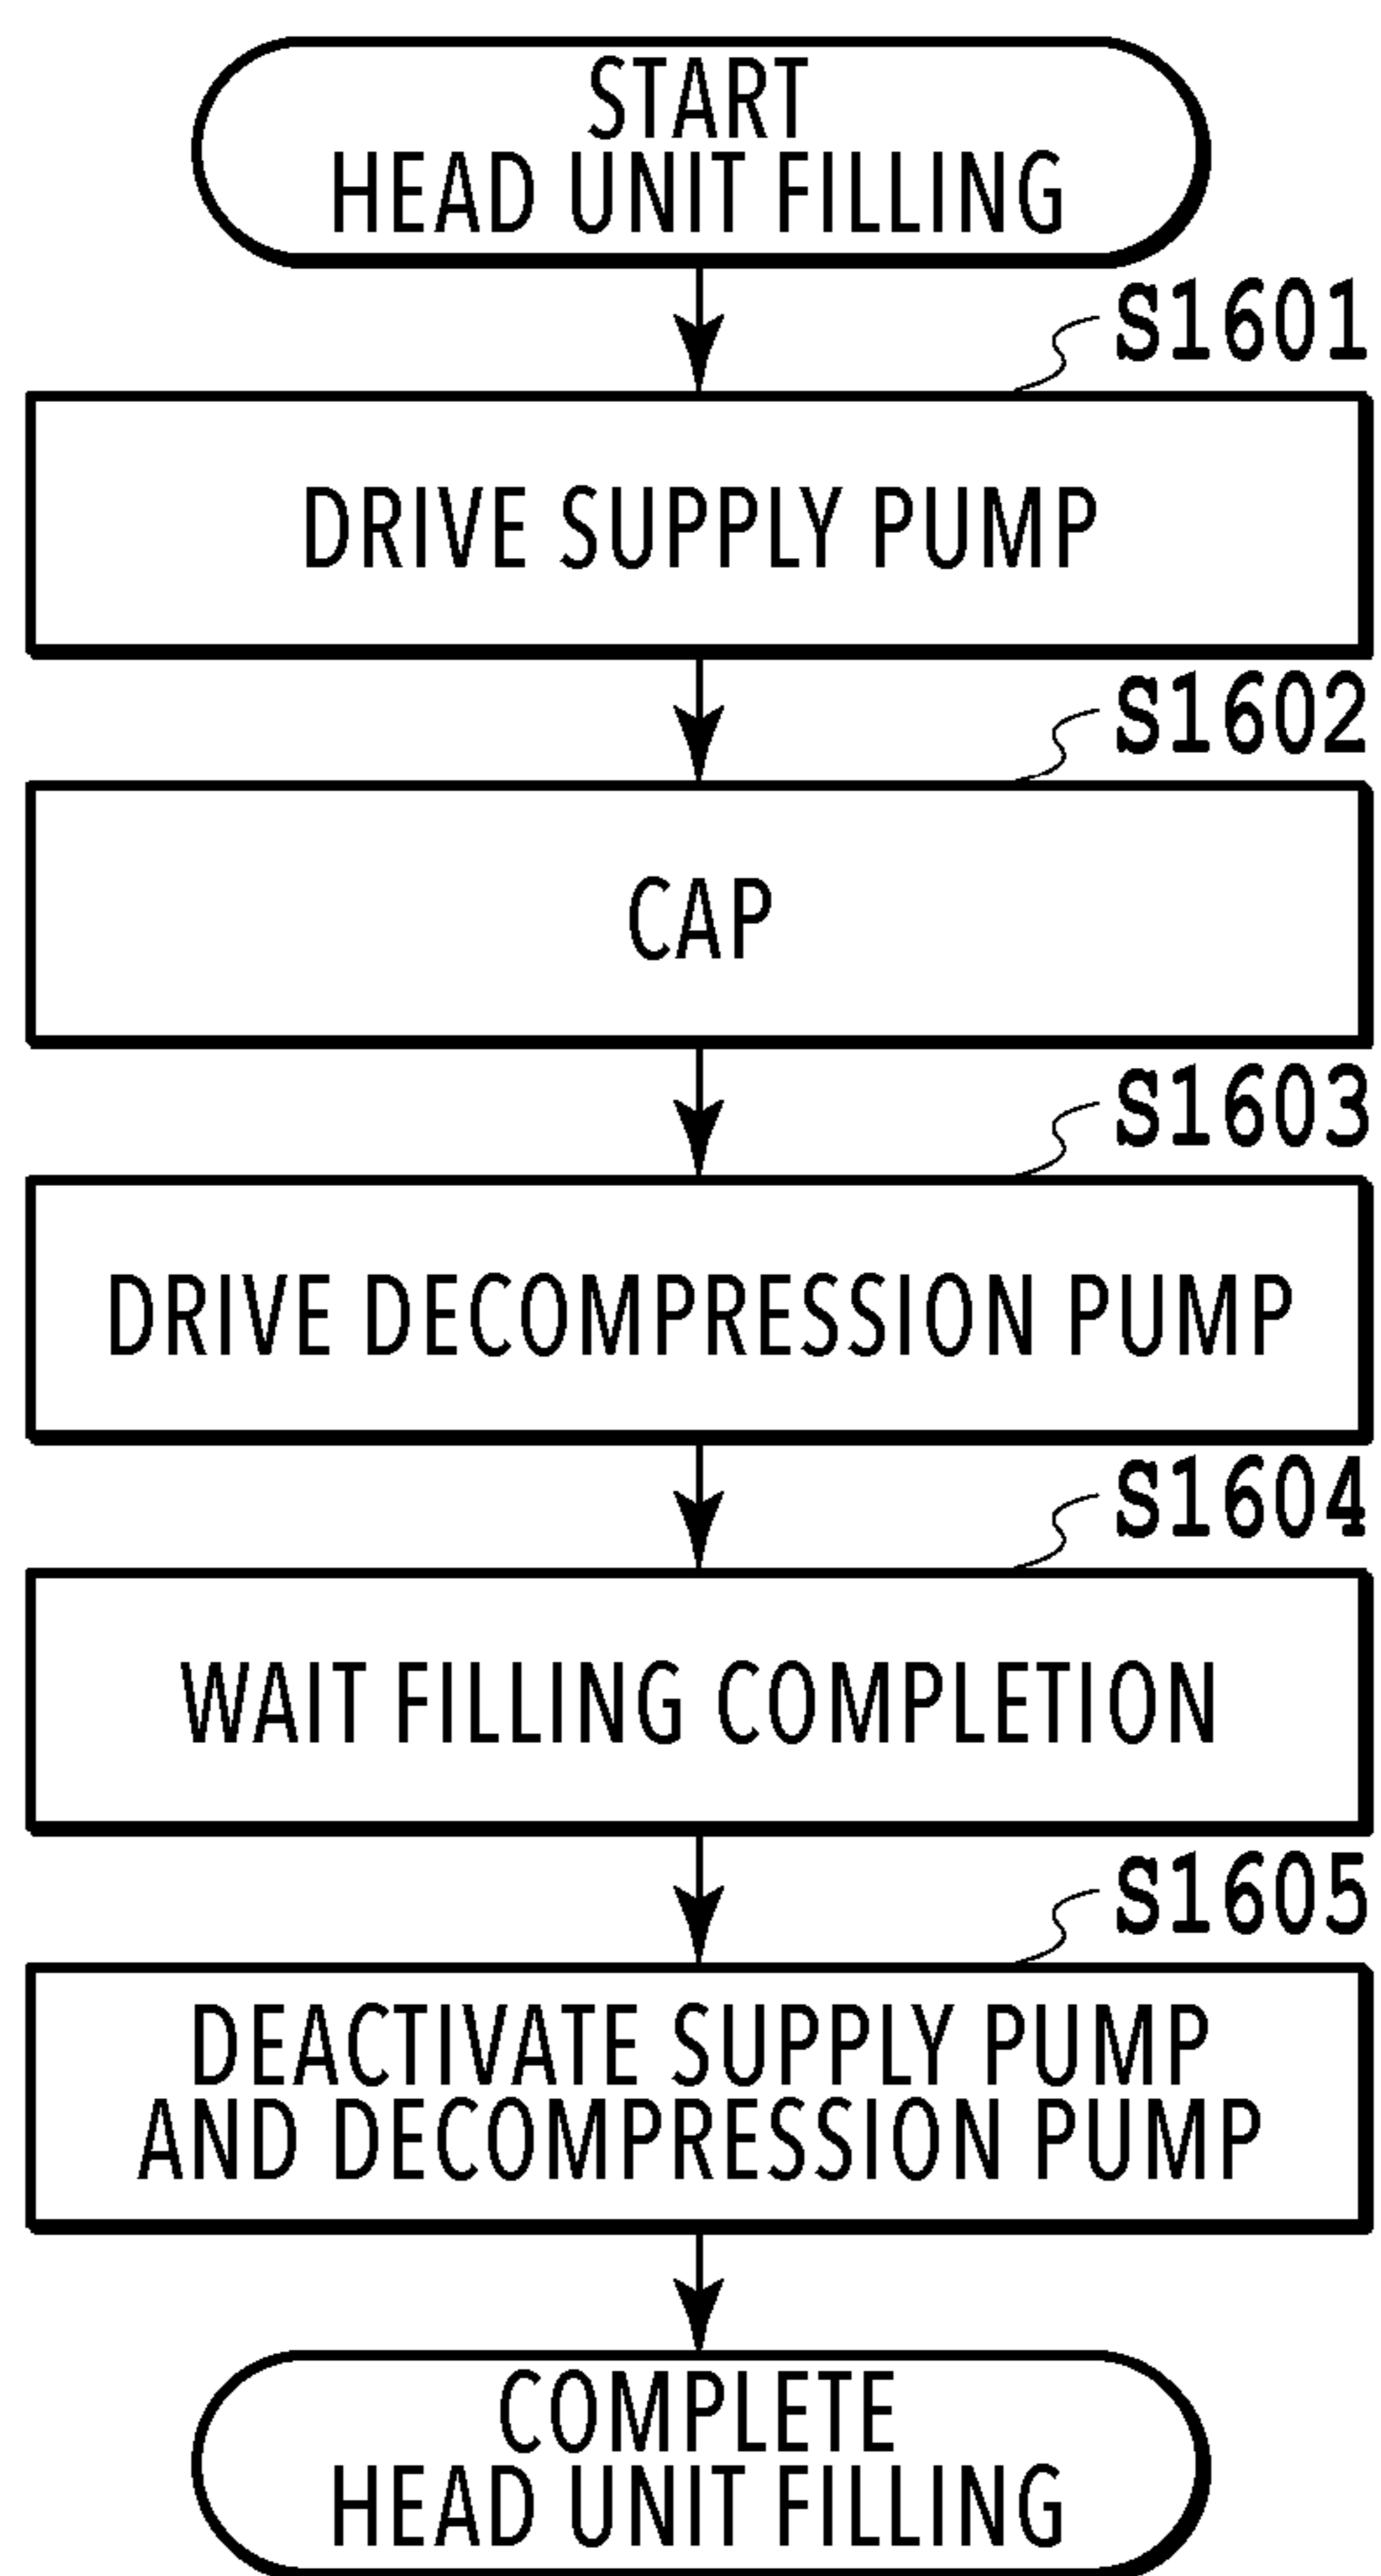 START
HEAD UNIT FILLING
S1601
DRIVE SUPPLY PUMP
S1602
CAP
S1603
DRIVE DECOMPRESSION PUMP
S1604
WAIT FILLING COMPLETION
S1605
DEACTIVATE SUPPLY PUMP
AND DECOMPRESSION PUMP
COMPLETE
HEAD UNIT FILLING